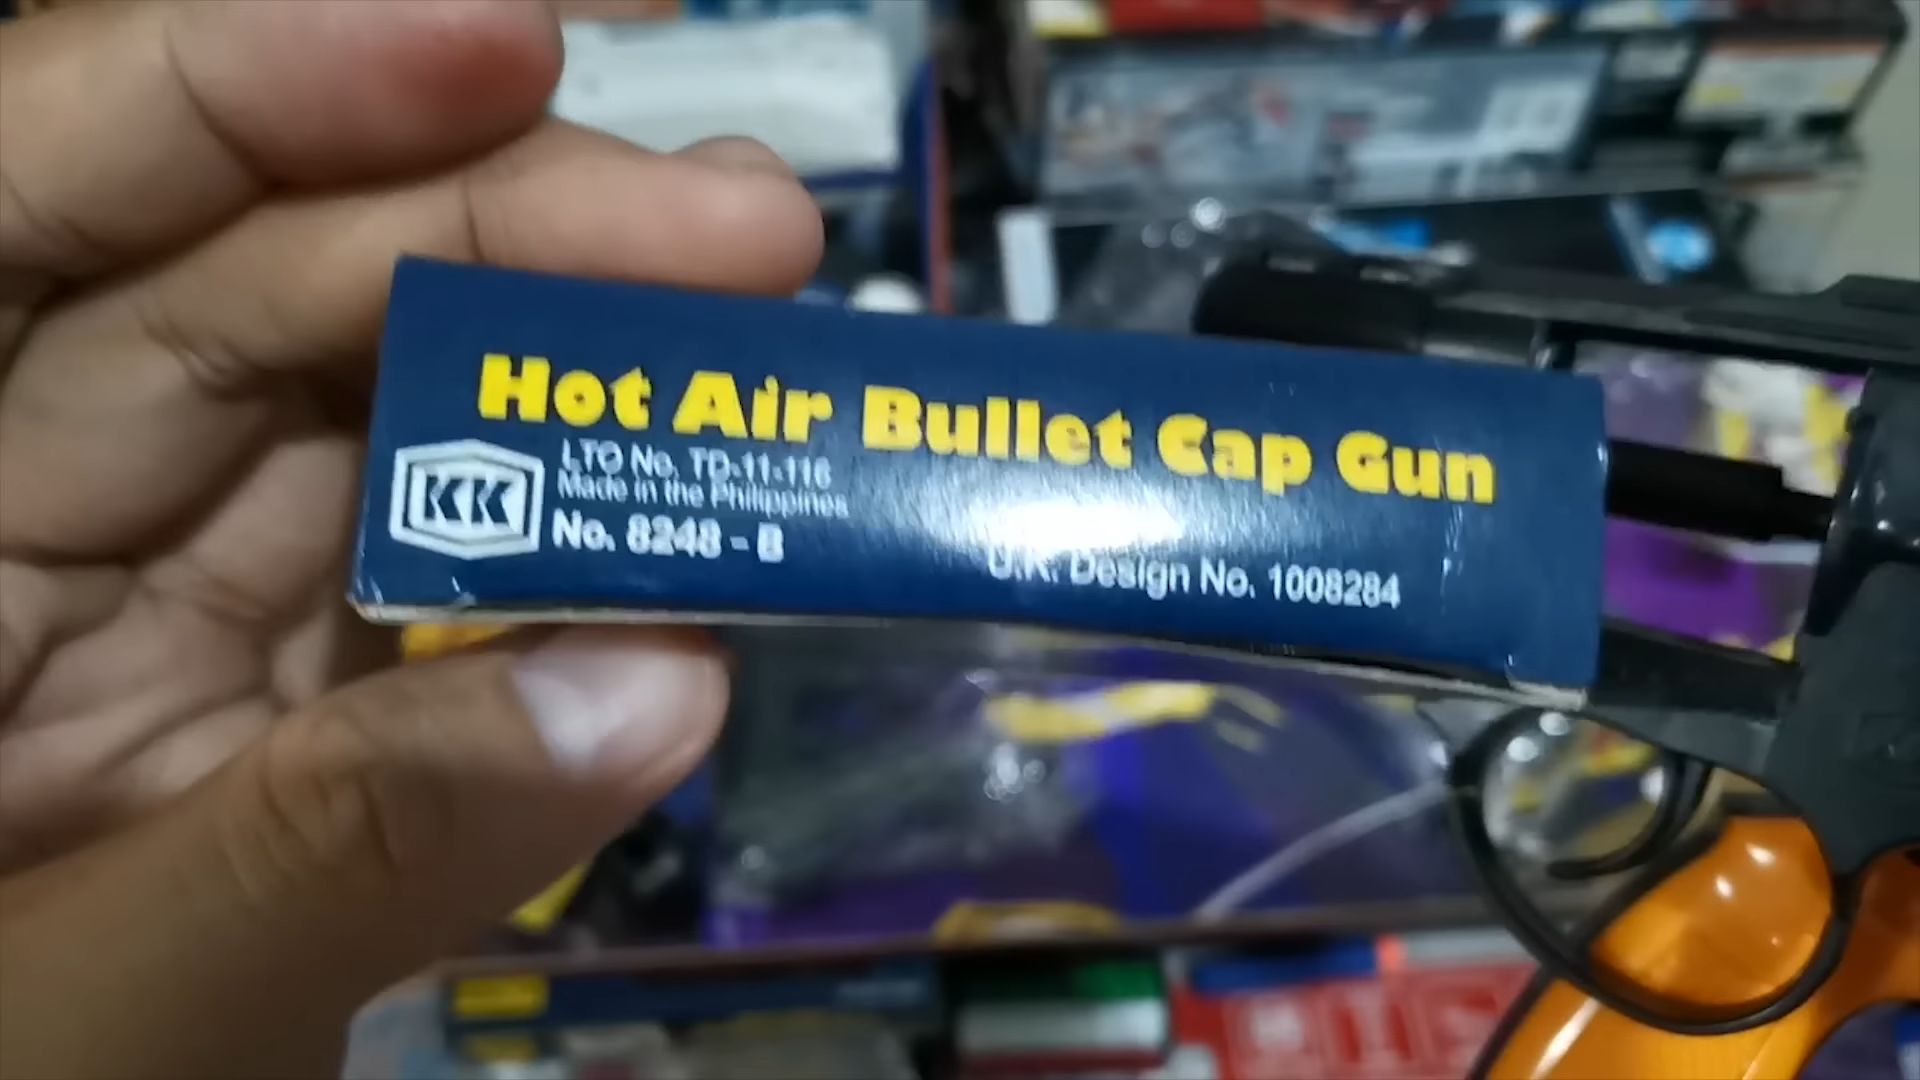 Hot Air Bullet Cap Gun
KK
LTO No. TD-11-116
Made in the Philippines
No. 8248 - B
U.K. Design No. 1008284